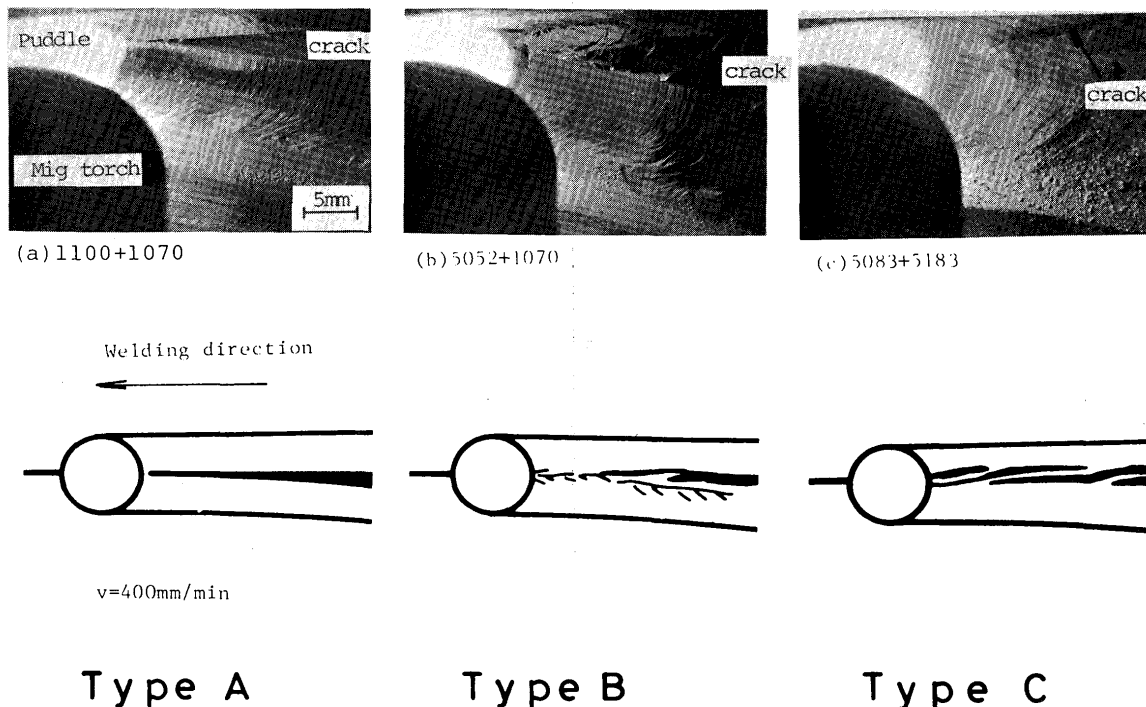 Puddle
crack
Mig torch
5mm
crack
crack
(a)1100+1070
(b)5052+1070
(c)5083+5183
Welding direction
v=400mm/min
Type A
Type B
Type C